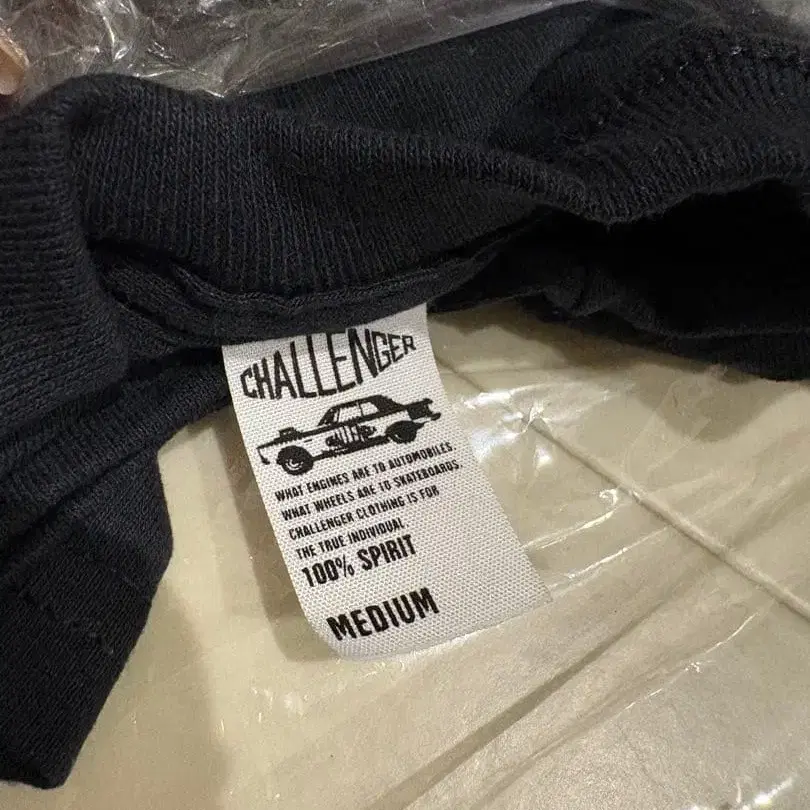 CHALLENGER
WHAT ENGINES ARE TO AUTOMOBILES
WHAT WHEELS ARE TO SKATEBOARDS.
CHALLENGER CLOTHING IS FOR
THE TRUE INDIVIDUAL.
100% SPIRIT
MEDIUM